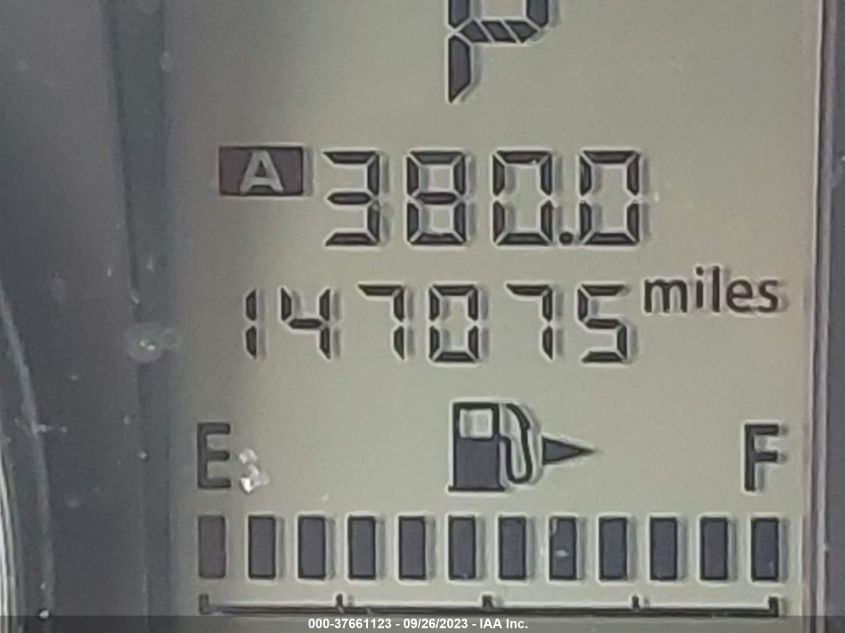 P
A 380.0
147075 miles
E F
000-37661123 - 09/26/2023 - IAA Inc.